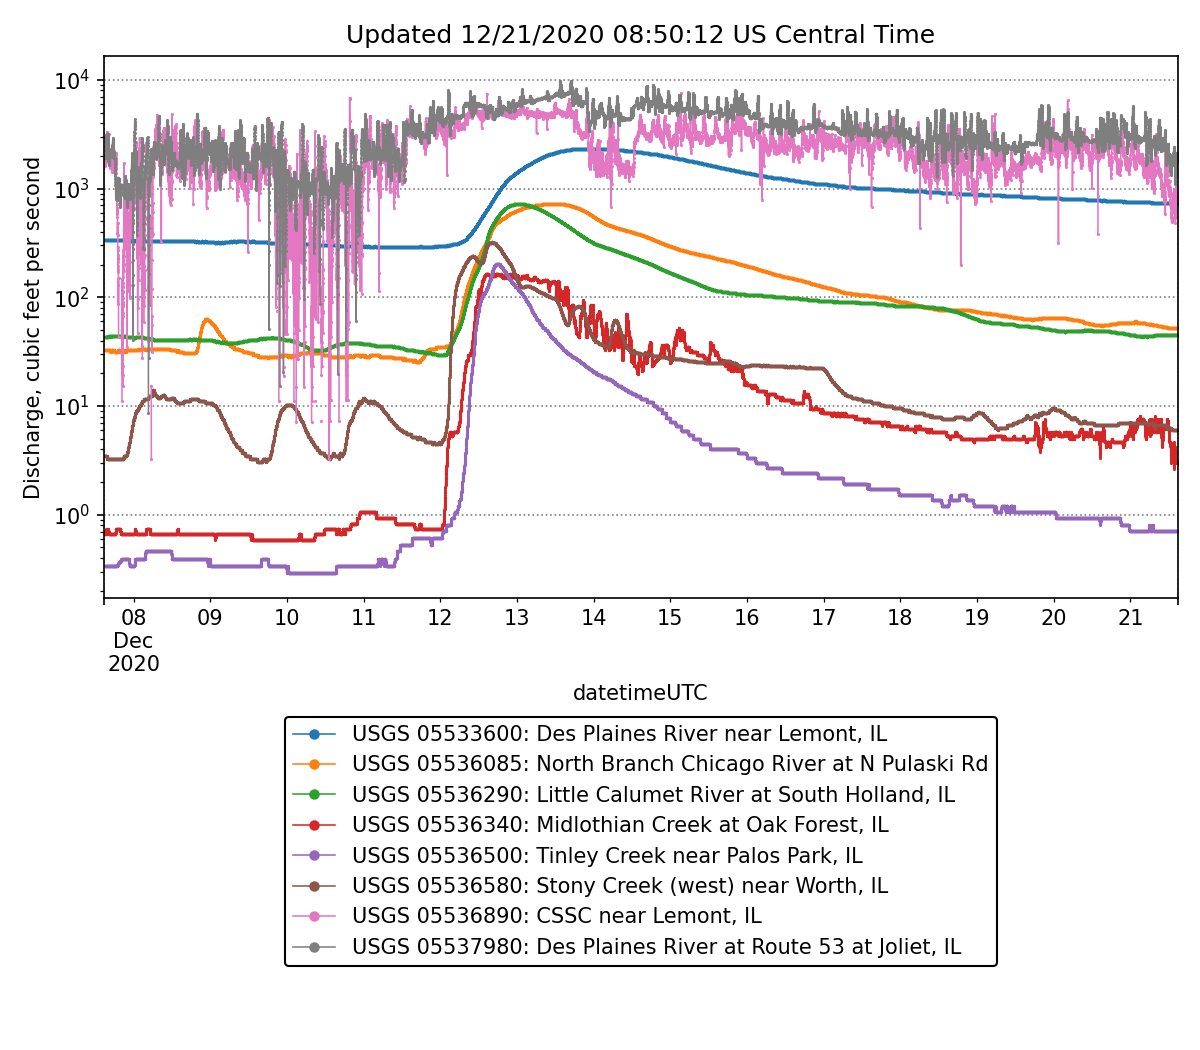 Updated 12/21/2020 08:50:12 US Central Time
Discharge, cubic feet per second
10^4
10^3
10^2
10^1
10^0
08 09 10 11 12 13 14 15 16 17 18 19 20 21
Dec
2020
datetimeUTC
USGS 05533600: Des Plaines River near Lemont, IL
USGS 05536085: North Branch Chicago River at N Pulaski Rd
USGS 05536290: Little Calumet River at South Holland, IL
USGS 05536340: Midlothian Creek at Oak Forest, IL
USGS 05536500: Tinley Creek near Palos Park, IL
USGS 05536580: Stony Creek (west) near Worth, IL
USGS 05536890: CSSC near Lemont, IL
USGS 05537980: Des Plaines River at Route 53 at Joliet, IL